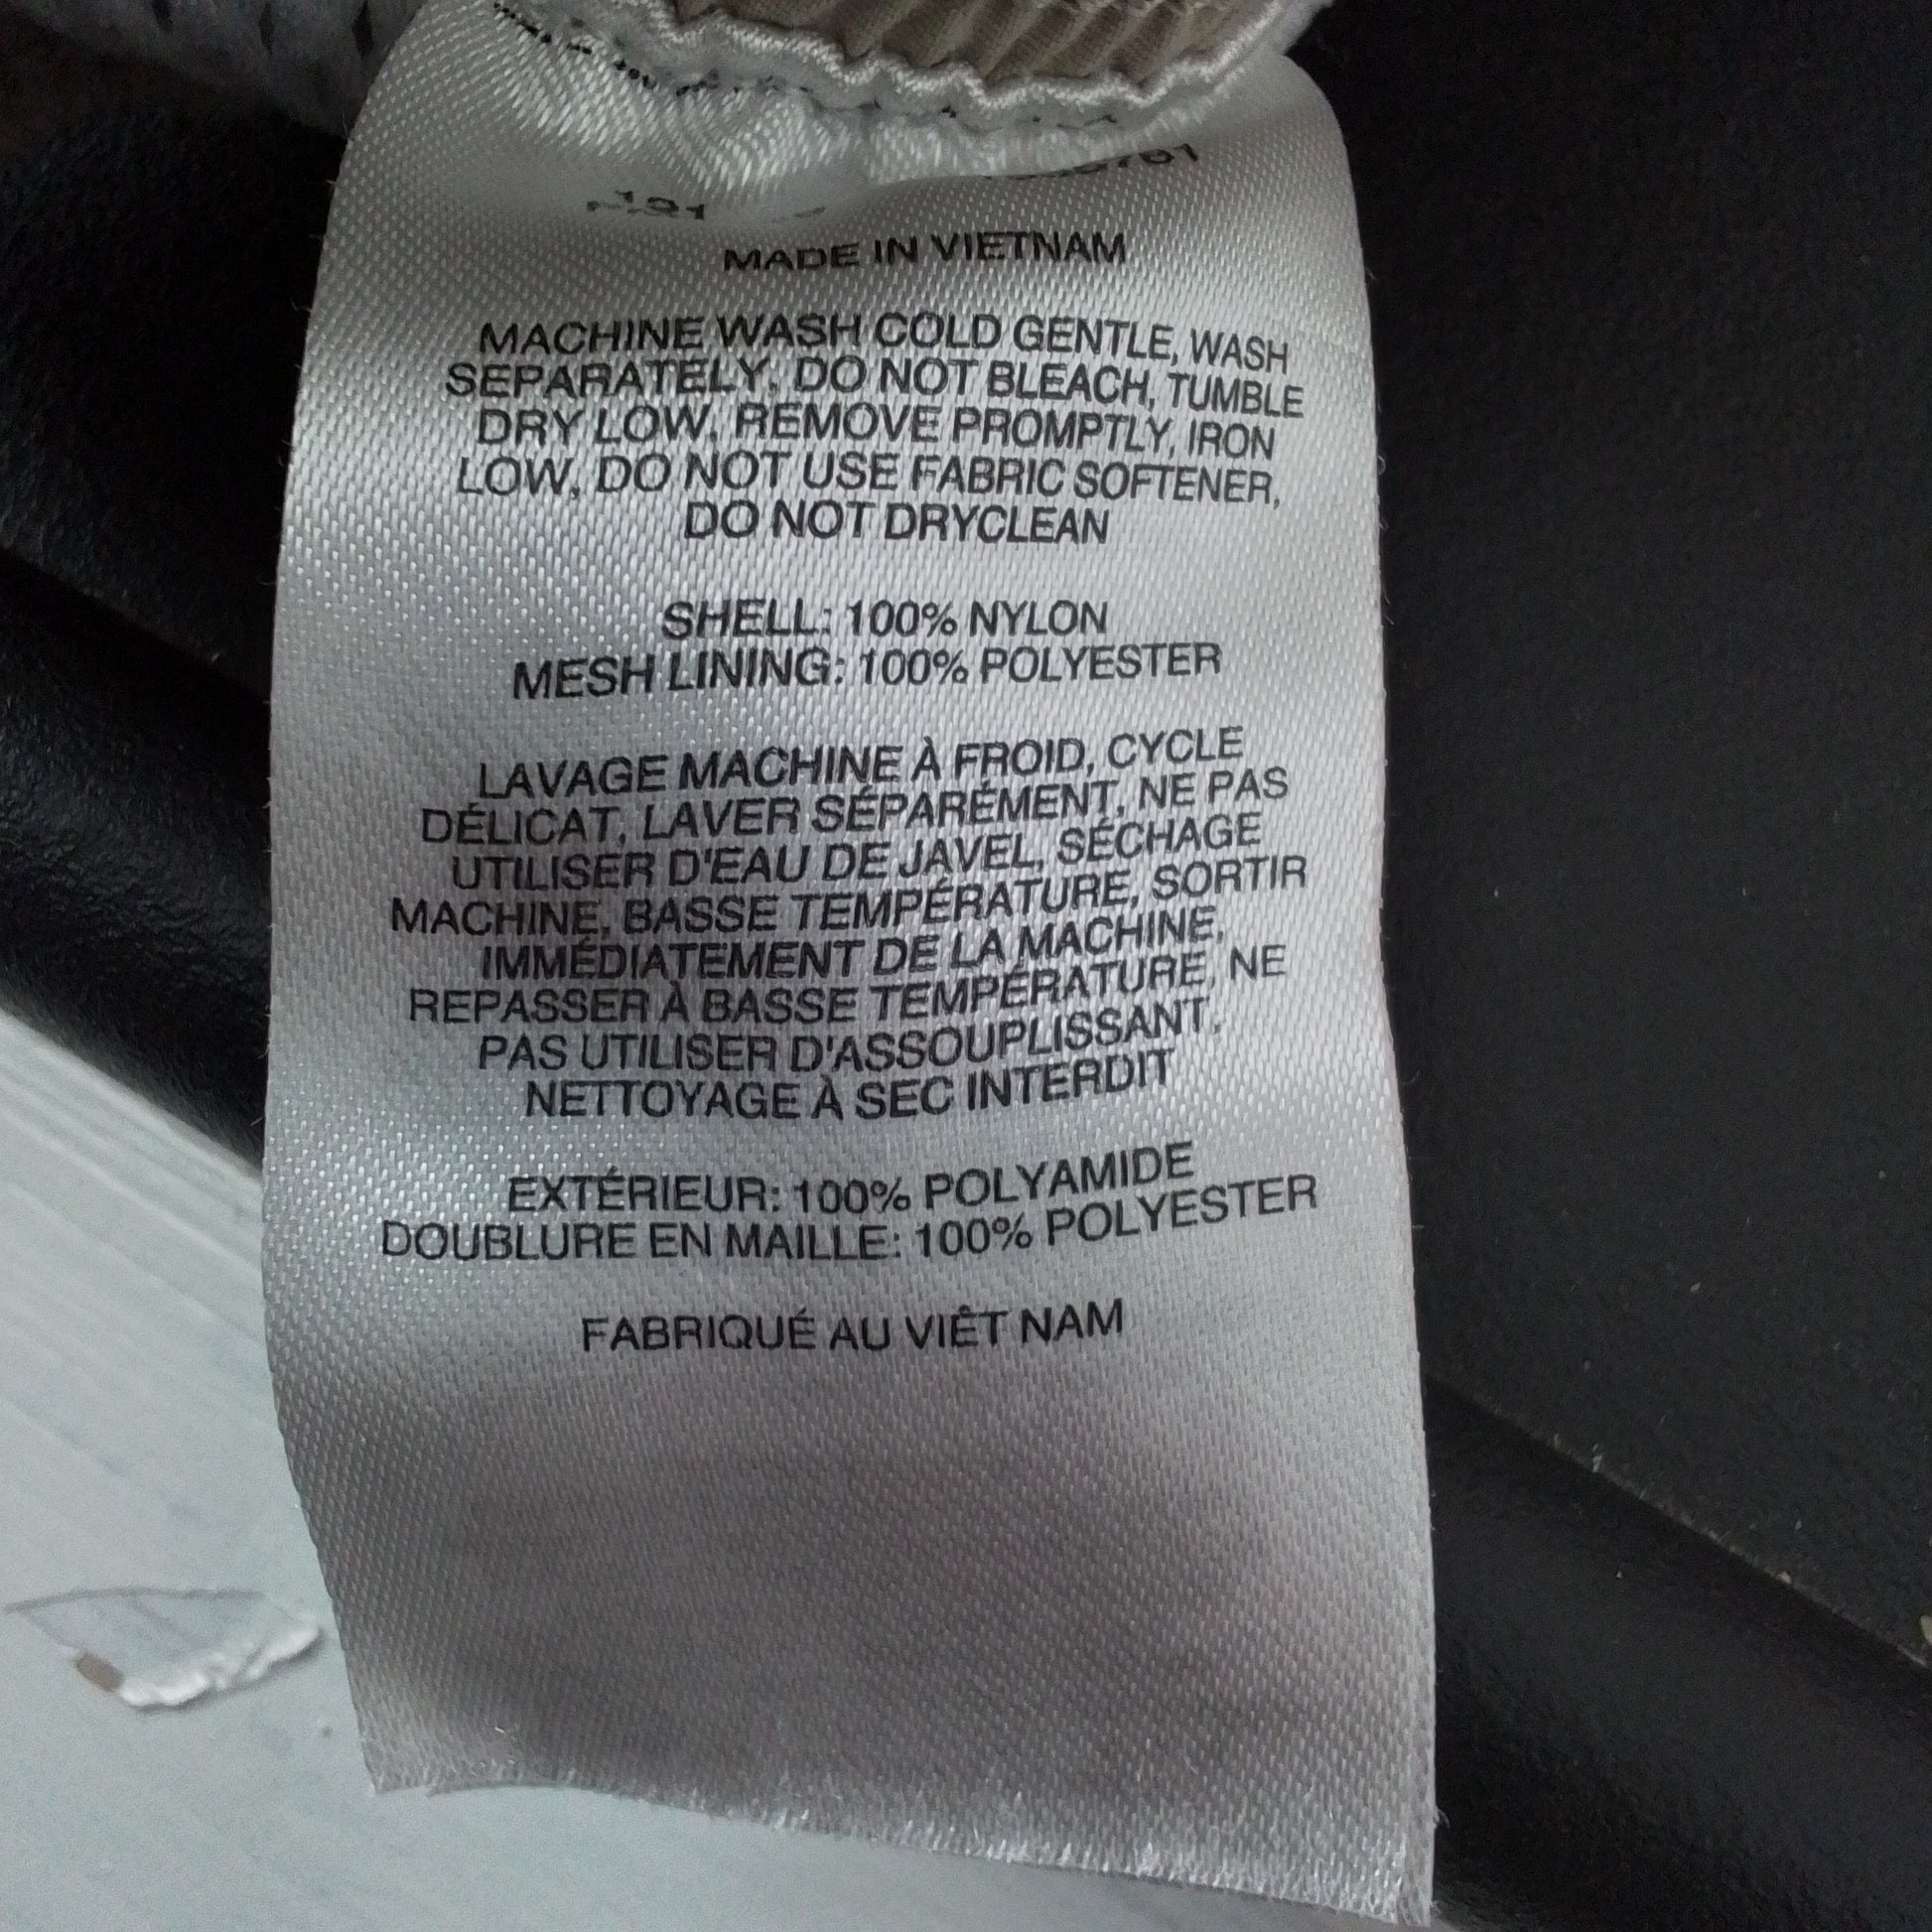 MADE IN VIETNAM
MACHINE WASH COLD GENTLE, WASH
SEPARATELY, DO NOT BLEACH, TUMBLE
DRY LOW, REMOVE PROMPTLY, IRON
LOW, DO NOT USE FABRIC SOFTENER,
DO NOT DRYCLEAN
SHELL: 100% NYLON
MESH LINING: 100% POLYESTER
LAVAGE MACHINE À FROID, CYCLE
DÉLICAT, LAVER SÉPARÉMENT, NE PAS
UTILISER D'EAU DE JAVEL, SÉCHAGE
MACHINE, BASSE TEMPÉRATURE, SORTIR
IMMÉDIATEMENT DE LA MACHINE,
REPASSER À BASSE TEMPÉRATURE, NE
PAS UTILISER D'ASSOUPLISSANT,
NETTOYAGE À SEC INTERDIT
EXTÉRIEUR: 100% POLYAMIDE
DOUBLURE EN MAILLE: 100% POLYESTER
FABRIQUÉ AU VIÊT NAM